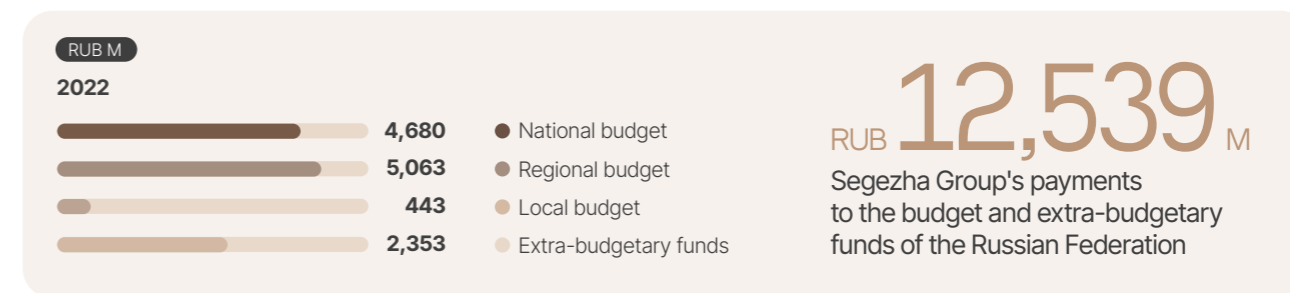 RUB M
2022
4,680 National budget
5,063 Regional budget
443 Local budget
2,353 Extra-budgetary funds
RUB 12,539 M
Segezha Group's payments
to the budget and extra-budgetary
funds of the Russian Federation